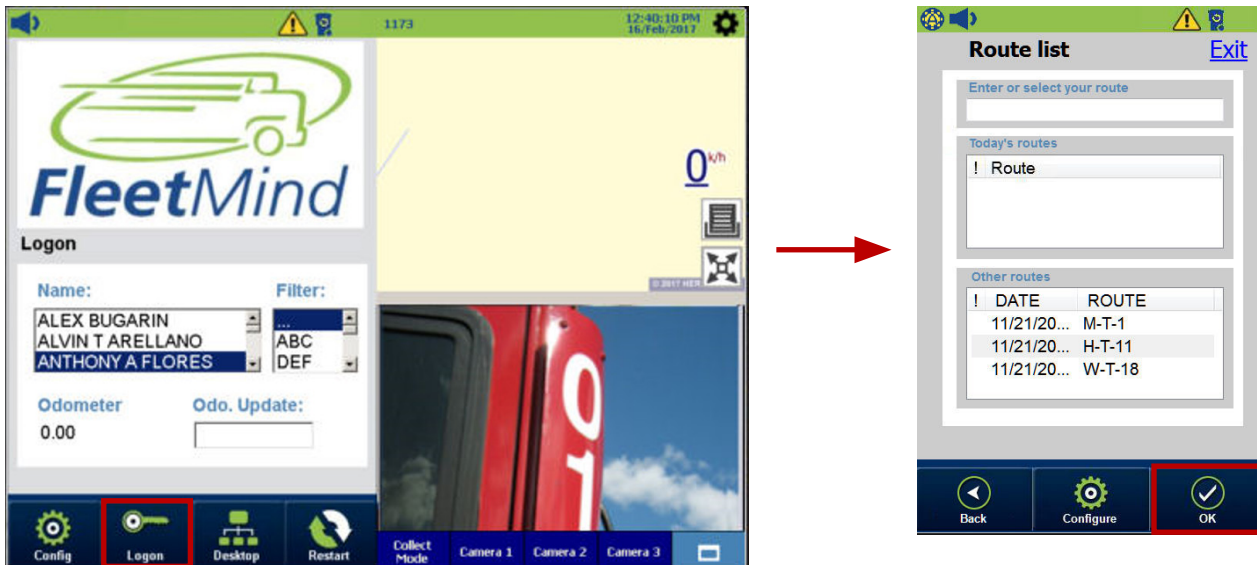 1173
12:40:10 PM
16/Feb/2017
FleetMind
Logon
Name:
Filter:
ALEX BUGARIN
ALVIN T ARELLANO
ANTHONY A FLORES
...
ABC
DEF
Odometer
Odo. Update:
0.00
Config
Logon
Desktop
Restart
0 k/h
© 2017 HER
01
Collect
Mode
Camera 1
Camera 2
Camera 3
Route list
Exit
Enter or select your route
Today's routes
! Route
Other routes
! DATE ROUTE
11/21/20... M-T-1
11/21/20... H-T-11
11/21/20... W-T-18
Back
Configure
OK